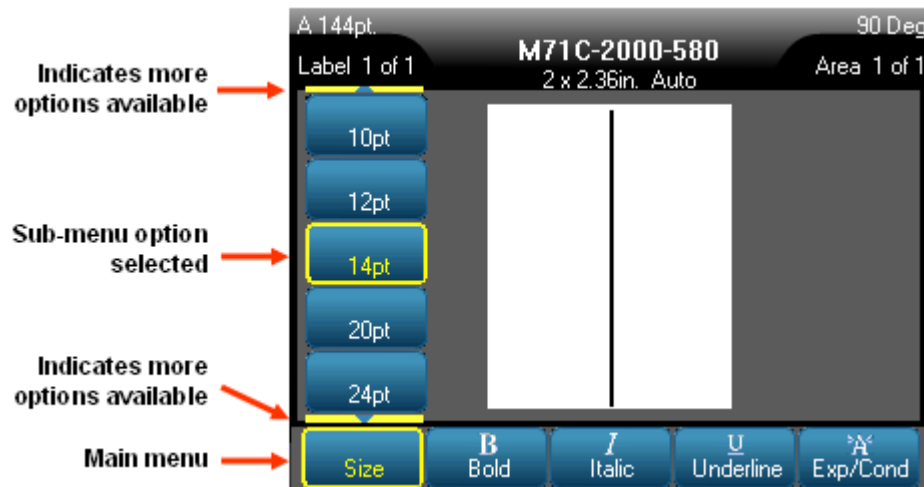 A 144pt.
90 Deg
M71C-2000-580
Label 1 of 1
Area 1 of 1
2 x 2.36in. Auto
Indicates more
options available
10pt
12pt
Sub-menu option
selected
14pt
20pt
Indicates more
options available
24pt
Main menu
Size
B
Bold
I
Italic
U
Underline
A
Exp/Cond